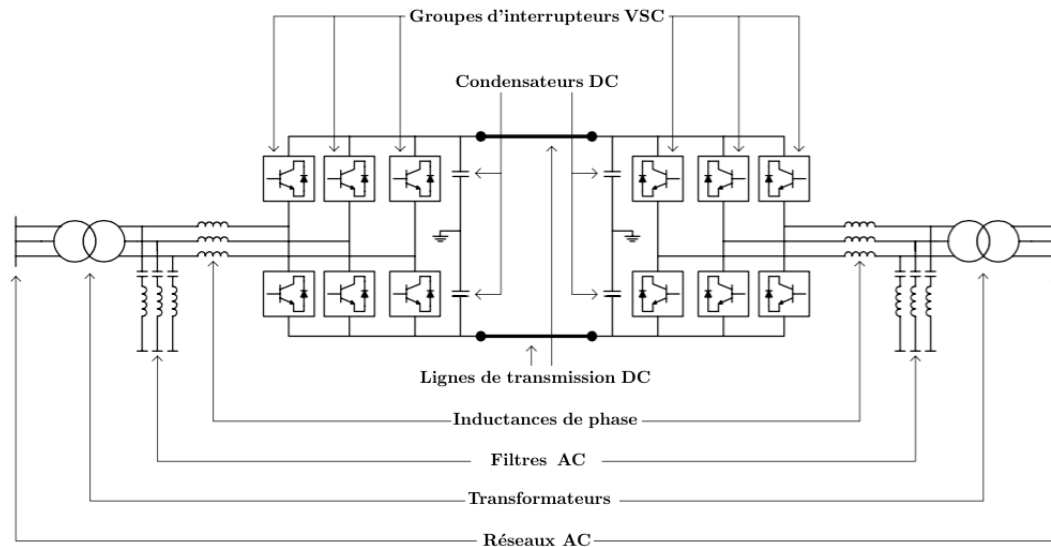 Groupes d'interrupteurs VSC
Condensateurs DC
Lignes de transmission DC
Inductances de phase
Filtres AC
Transformateurs
Réseaux AC